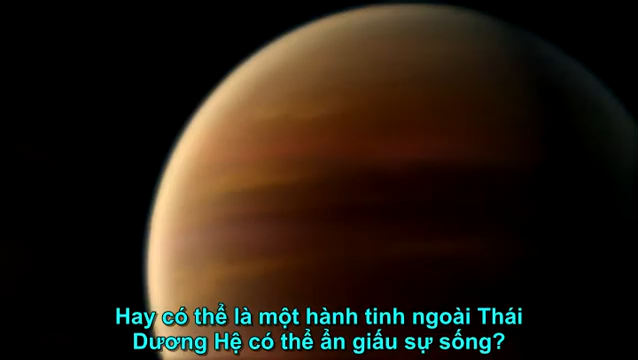 Hay có thể là một hành tinh ngoài Thái
Dương Hệ có thể ẩn giấu sự sống?